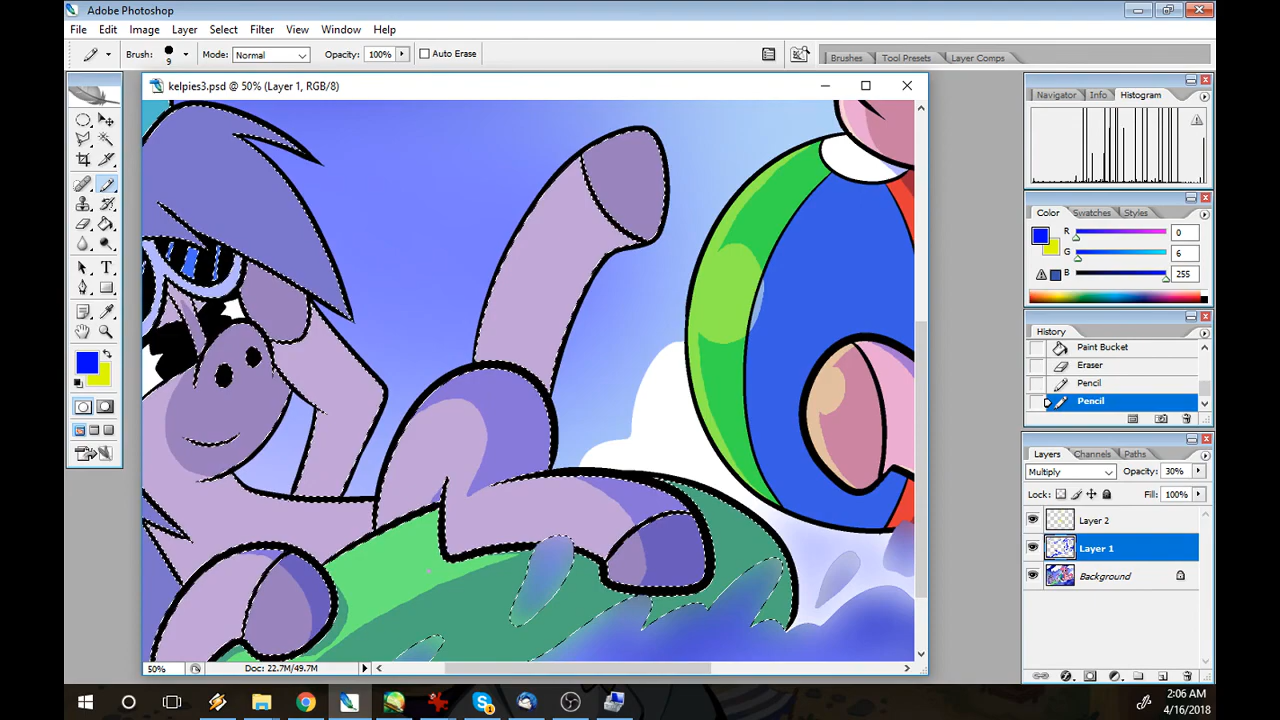 Adobe Photoshop
File Edit Image Layer Select Filter View Window Help
Brush: 9 Mode: Normal Opacity: 100% Auto Erase Brushes Tool Presets Layer Comps
kelpies3.psd @ 50% (Layer 1, RGB/8)
Navigator Info Histogram
Color Swatches Styles
R 0
G 6
B 255
History
Paint Bucket
Eraser
Pencil
Pencil
Layers Channels Paths
Multiply Opacity: 30%
Lock: Fill: 100%
Layer 2
Layer 1
Background
50% Doc: 22.7M/49.7M
2:06 AM
4/16/2018